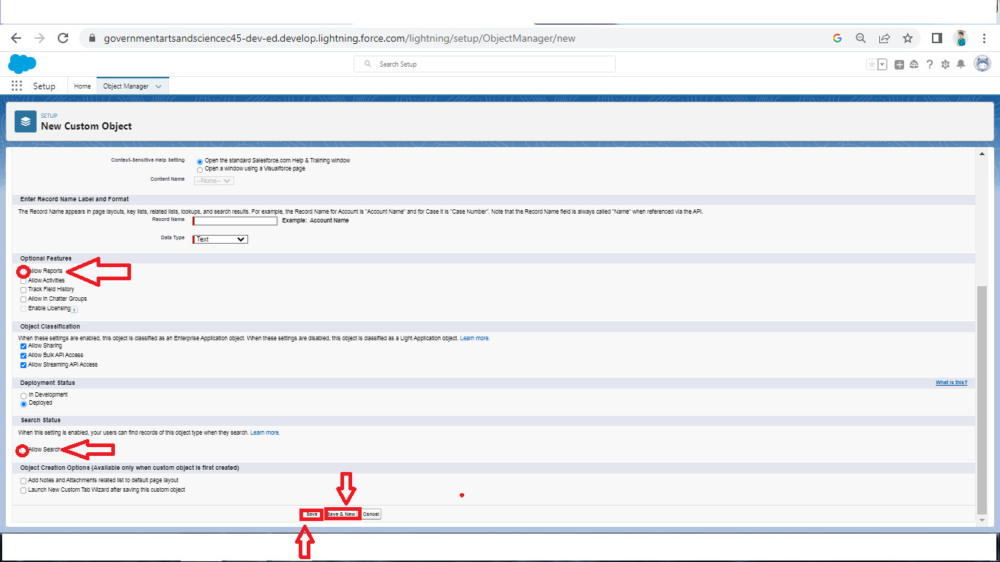 governmentartsandsciencec45-dev-ed.develop.lightning.force.com/lightning/setup/ObjectManager/new
Search Setup
Setup
Home
Object Manager
SETUP
New Custom Object
Context-Sensitive Help Setting
Open the standard Salesforce.com Help & Training window
Open a window using a Visualforce page
Content Name
--None--
Enter Record Name Label and Format
The Record Name appears in page layouts, key lists, related lists, lookups, and search results. For example, the Record Name for Account is "Account Name" and for Case it is "Case Number". Note that the Record Name field is always called "Name" when referenced via the API.
Record Name
Example: Account Name
Data Type
Text
Optional Features
Allow Reports
Allow Activities
Track Field History
Allow in Chatter Groups
Enable Licensing i
Object Classification
When these settings are enabled, this object is classified as an Enterprise Application object. When these settings are disabled, this object is classified as a Light Application object. Learn more.
Allow Sharing
Allow Bulk API Access
Allow Streaming API Access
Deployment Status
What is this?
In Development
Deployed
Search Status
When this setting is enabled, your users can find records of this object type when they search. Learn more.
Allow Search
Object Creation Options (Available only when custom object is first created)
Add Notes and Attachments related list to default page layout
Launch New Custom Tab Wizard after saving this custom object
Save
Save & New
Cancel